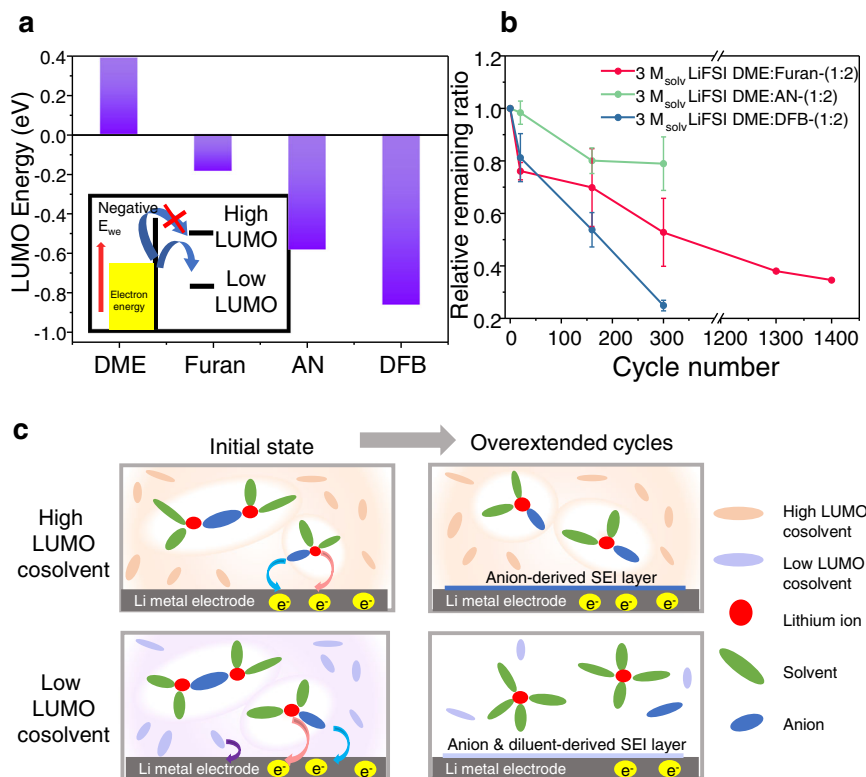 a
LUMO Energy (eV)
0.4
0.2
0.0
-0.2
-0.4
-0.6
-0.8
-1.0
DME
Furan
AN
DFB
Negative
E_we
Electron
energy
High
LUMO
Low
LUMO
b
Relative remaining ratio
1.0
0.8
0.6
0.4
0.2
0
100
200
300
1200
1300
1400
Cycle number
3 M_solv LiFSI DME:Furan-(1:2)
3 M_solv LiFSI DME:AN-(1:2)
3 M_solv LiFSI DME:DFB-(1:2)
c
Initial state
Overextended cycles
High
LUMO
cosolvent
Li metal electrode
e⁻
e⁻
e⁻
Anion-derived SEI layer
Li metal electrode
e⁻
e⁻
e⁻
Low
LUMO
cosolvent
Li metal electrode
e⁻
e⁻
e⁻
Anion & diluent-derived SEI layer
Li metal electrode
e⁻
e⁻
High LUMO
cosolvent
Low LUMO
cosolvent
Lithium ion
Solvent
Anion